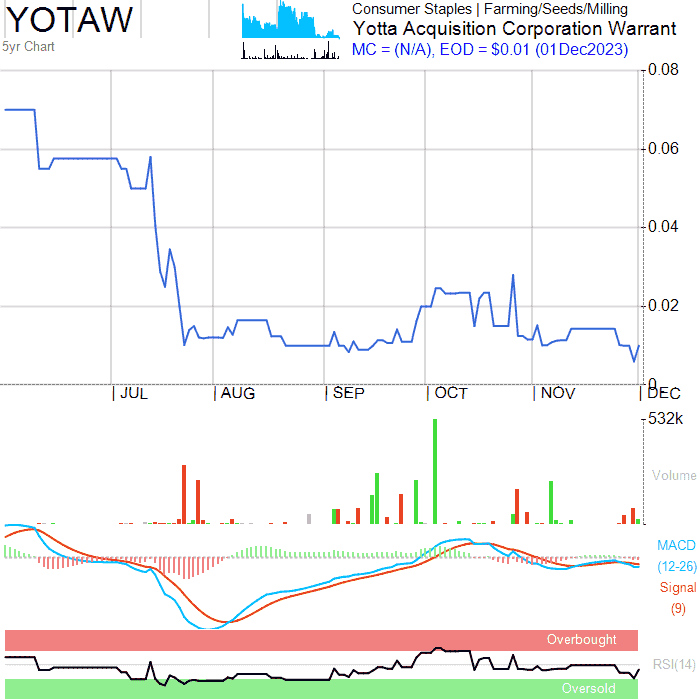 YOTAW
5yr Chart
Consumer Staples | Farming/Seeds/Milling
Yotta Acquisition Corporation Warrant
MC = (N/A), EOD = $0.01 (01Dec2023)
0.08
0.06
0.04
0.02
0
JUL AUG SEP OCT NOV DEC
532k
Volume
MACD
(12-26)
Signal
(9)
Overbought
RSI(14)
Oversold